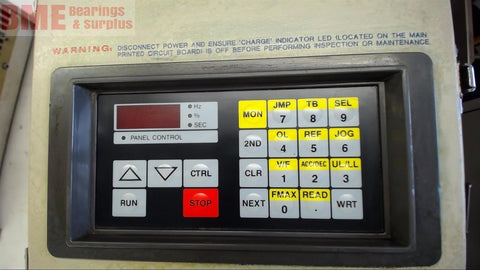 DME Bearings
& Surplus
WARNING: DISCONNECT POWER AND ENSURE 'CHARGE' INDICATOR LED (LOCATED ON THE MAIN
PRINTED CIRCUIT BOARD) IS OFF BEFORE PERFORMING INSPECTION OR MAINTENANCE
Hz
%
SEC
PANEL CONTROL
MON
JMP
7
TB
8
SEL
9
2ND
OL
4
REF
5
JOG
6
CTRL
CLR
V/F
1
ACC/DEC
2
UL/LL
3
RUN
STOP
NEXT
FMAX
0
READ
.
WRT